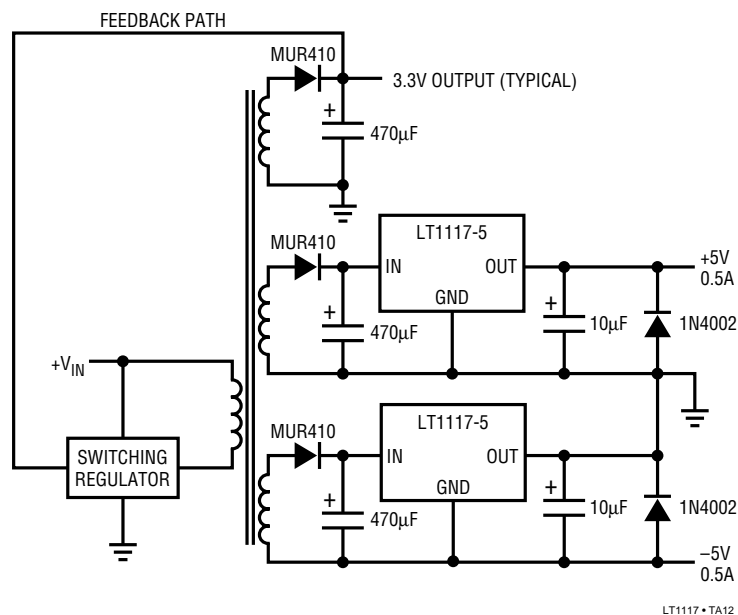 FEEDBACK PATH
MUR410
3.3V OUTPUT (TYPICAL)
+
470µF
MUR410
LT1117-5
IN
OUT
GND
+5V
0.5A
+
470µF
+
10µF
1N4002
+VIN
SWITCHING
REGULATOR
MUR410
LT1117-5
IN
OUT
GND
+
470µF
+
10µF
1N4002
–5V
0.5A
LT1117 • TA12